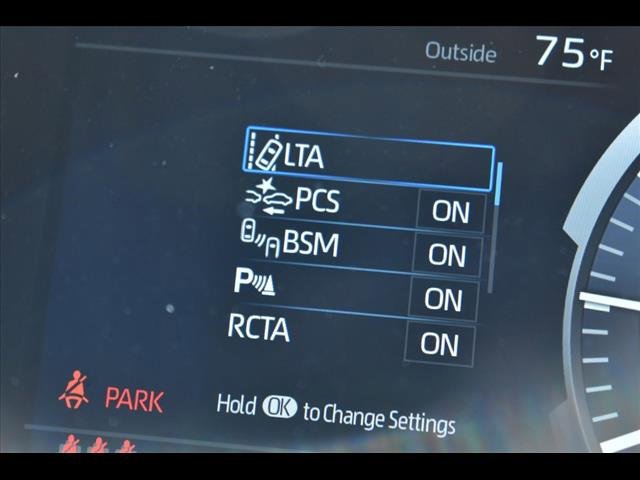 Outside 75°F
LTA
PCS ON
BSM ON
P ON
RCTA ON
PARK
Hold OK to Change Settings